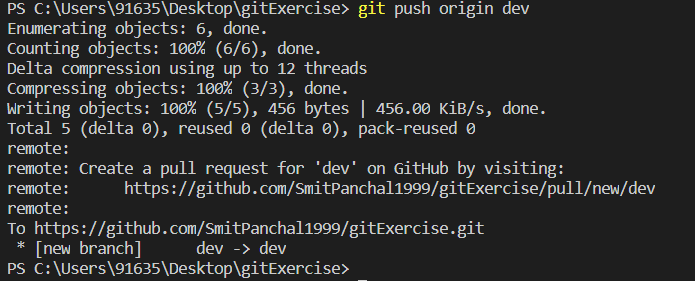 PS C:\Users\91635\Desktop\gitExercise> git push origin dev
Enumerating objects: 6, done.
Counting objects: 100% (6/6), done.
Delta compression using up to 12 threads
Compressing objects: 100% (3/3), done.
Writing objects: 100% (5/5), 456 bytes | 456.00 KiB/s, done.
Total 5 (delta 0), reused 0 (delta 0), pack-reused 0
remote:
remote: Create a pull request for 'dev' on GitHub by visiting:
remote:      https://github.com/SmitPanchal1999/gitExercise/pull/new/dev
remote:
To https://github.com/SmitPanchal1999/gitExercise.git
 * [new branch]      dev -> dev
PS C:\Users\91635\Desktop\gitExercise>